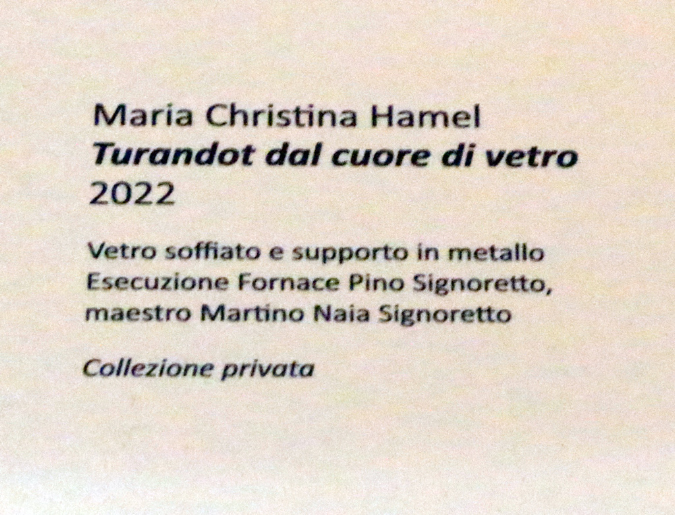 Maria Christina Hamel
Turandot dal cuore di vetro
2022
Vetro soffiato e supporto in metallo
Esecuzione Fornace Pino Signoretto,
maestro Martino Naia Signoretto
Collezione privata